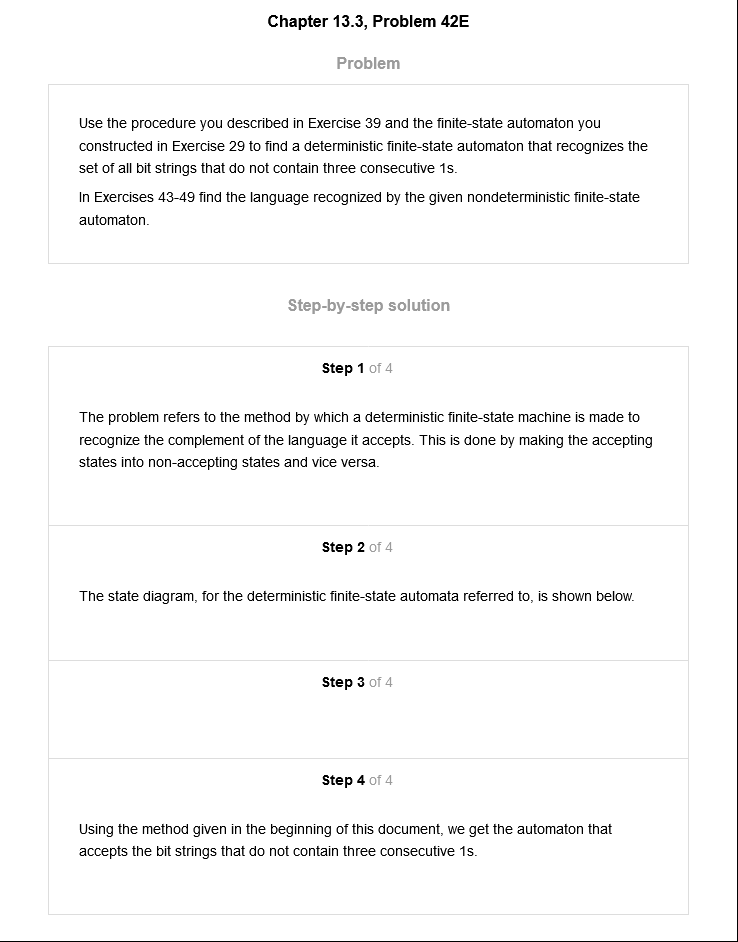 Chapter 13.3, Problem 42E
Problem
Use the procedure you described in Exercise 39 and the finite-state automaton you
constructed in Exercise 29 to find a deterministic finite-state automaton that recognizes the
set of all bit strings that do not contain three consecutive 1s.
In Exercises 43-49 find the language recognized by the given nondeterministic finite-state
automaton.
Step-by-step solution
Step 1 of 4
The problem refers to the method by which a deterministic finite-state machine is made to
recognize the complement of the language it accepts. This is done by making the accepting
states into non-accepting states and vice versa.
Step 2 of 4
The state diagram, for the deterministic finite-state automata referred to, is shown below.
Step 3 of 4
Step 4 of 4
Using the method given in the beginning of this document, we get the automaton that
accepts the bit strings that do not contain three consecutive 1s.